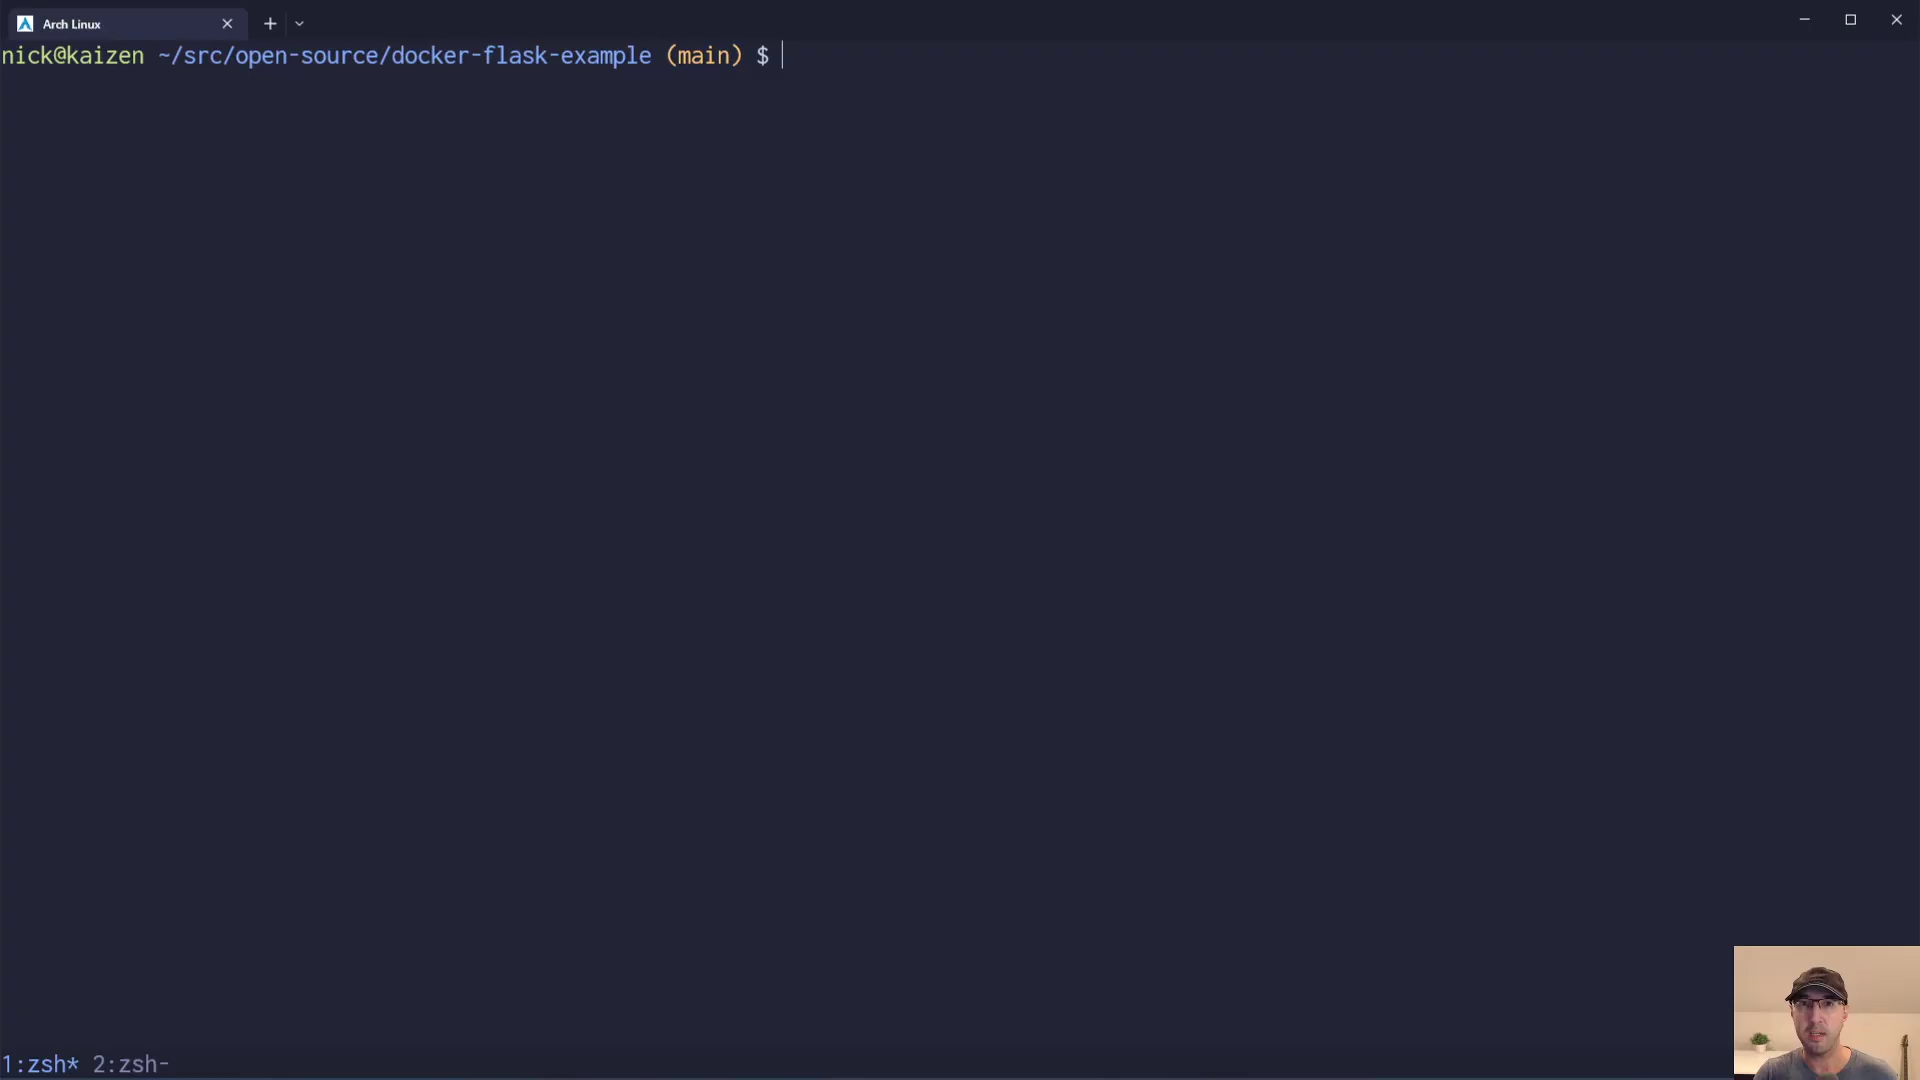 Arch Linux
nick@kaizen ~/src/open-source/docker-flask-example (main) $
1:zsh* 2:zsh-